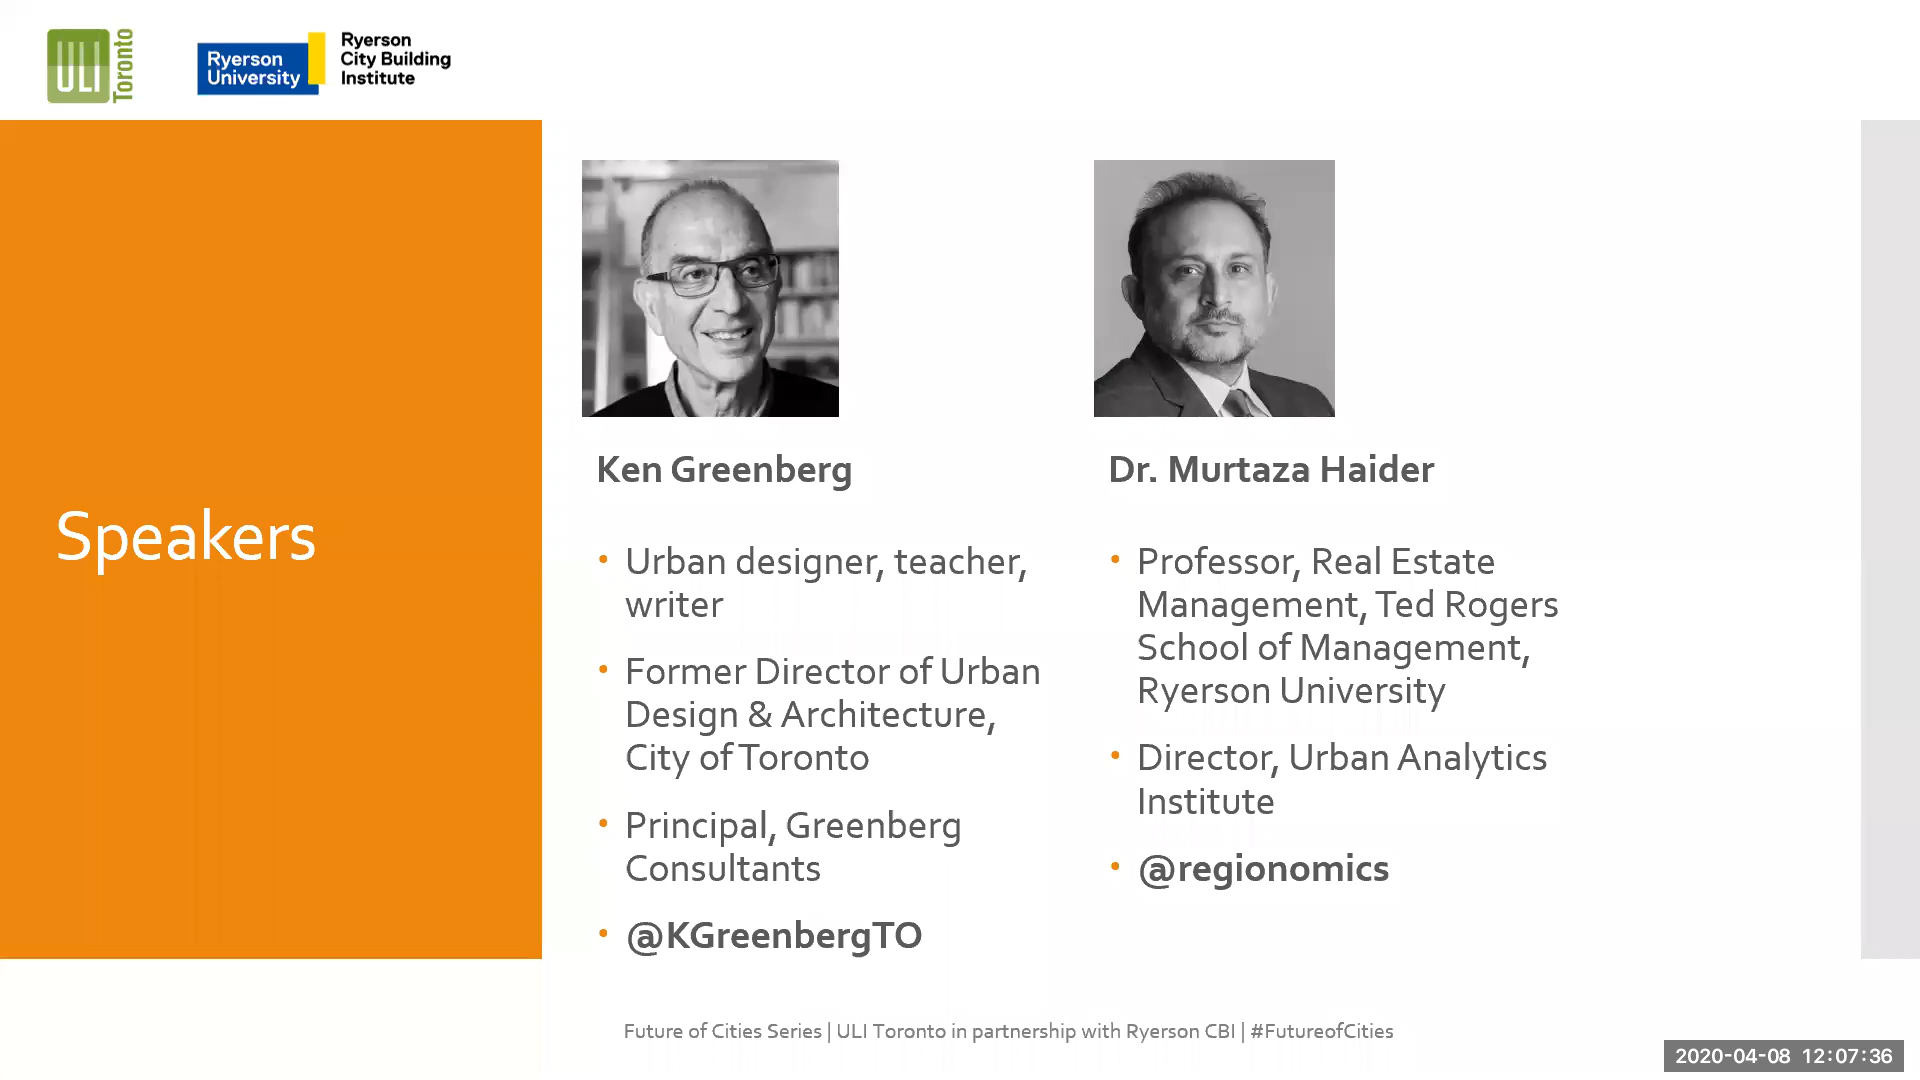 ULI Toronto
Ryerson
University
Ryerson
City Building
Institute
Speakers
Ken Greenberg
• Urban designer, teacher,
writer
• Former Director of Urban
Design & Architecture,
City of Toronto
• Principal, Greenberg
Consultants
• @KGreenbergTO
Dr. Murtaza Haider
• Professor, Real Estate
Management, Ted Rogers
School of Management,
Ryerson University
• Director, Urban Analytics
Institute
• @regionomics
Future of Cities Series | ULI Toronto in partnership with Ryerson CBI | #FutureofCities
2020-04-08 12:07:36